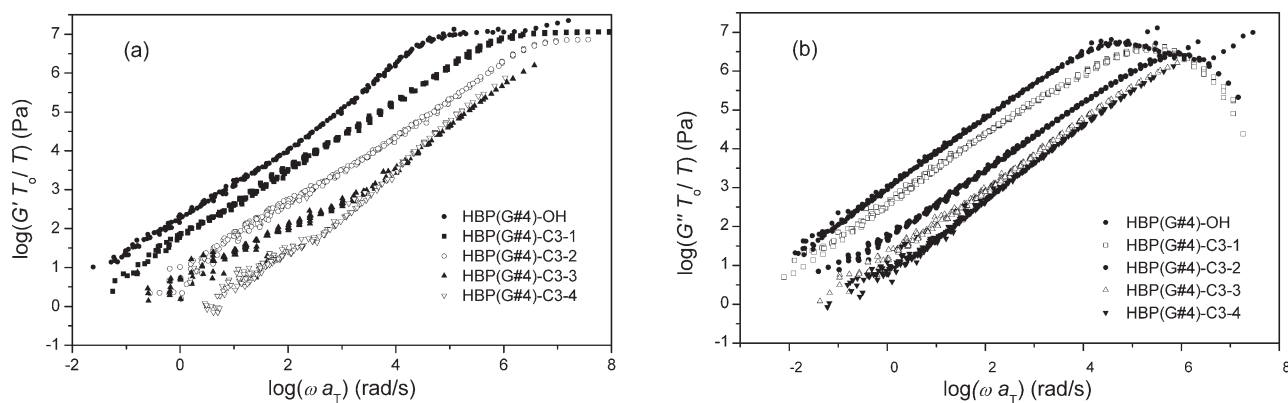 (a)
log(G' Tₒ/ T) (Pa)
7
6
5
4
3
2
1
0
-1
-2
0
2
4
6
8
log(ω a_T) (rad/s)
HBP(G#4)-OH
HBP(G#4)-C3-1
HBP(G#4)-C3-2
HBP(G#4)-C3-3
HBP(G#4)-C3-4
(b)
log(G'' Tₒ/ T) (Pa)
8
7
6
5
4
3
2
1
0
-1
-2
0
2
4
6
8
log(ω a_T) (rad/s)
HBP(G#4)-OH
HBP(G#4)-C3-1
HBP(G#4)-C3-2
HBP(G#4)-C3-3
HBP(G#4)-C3-4